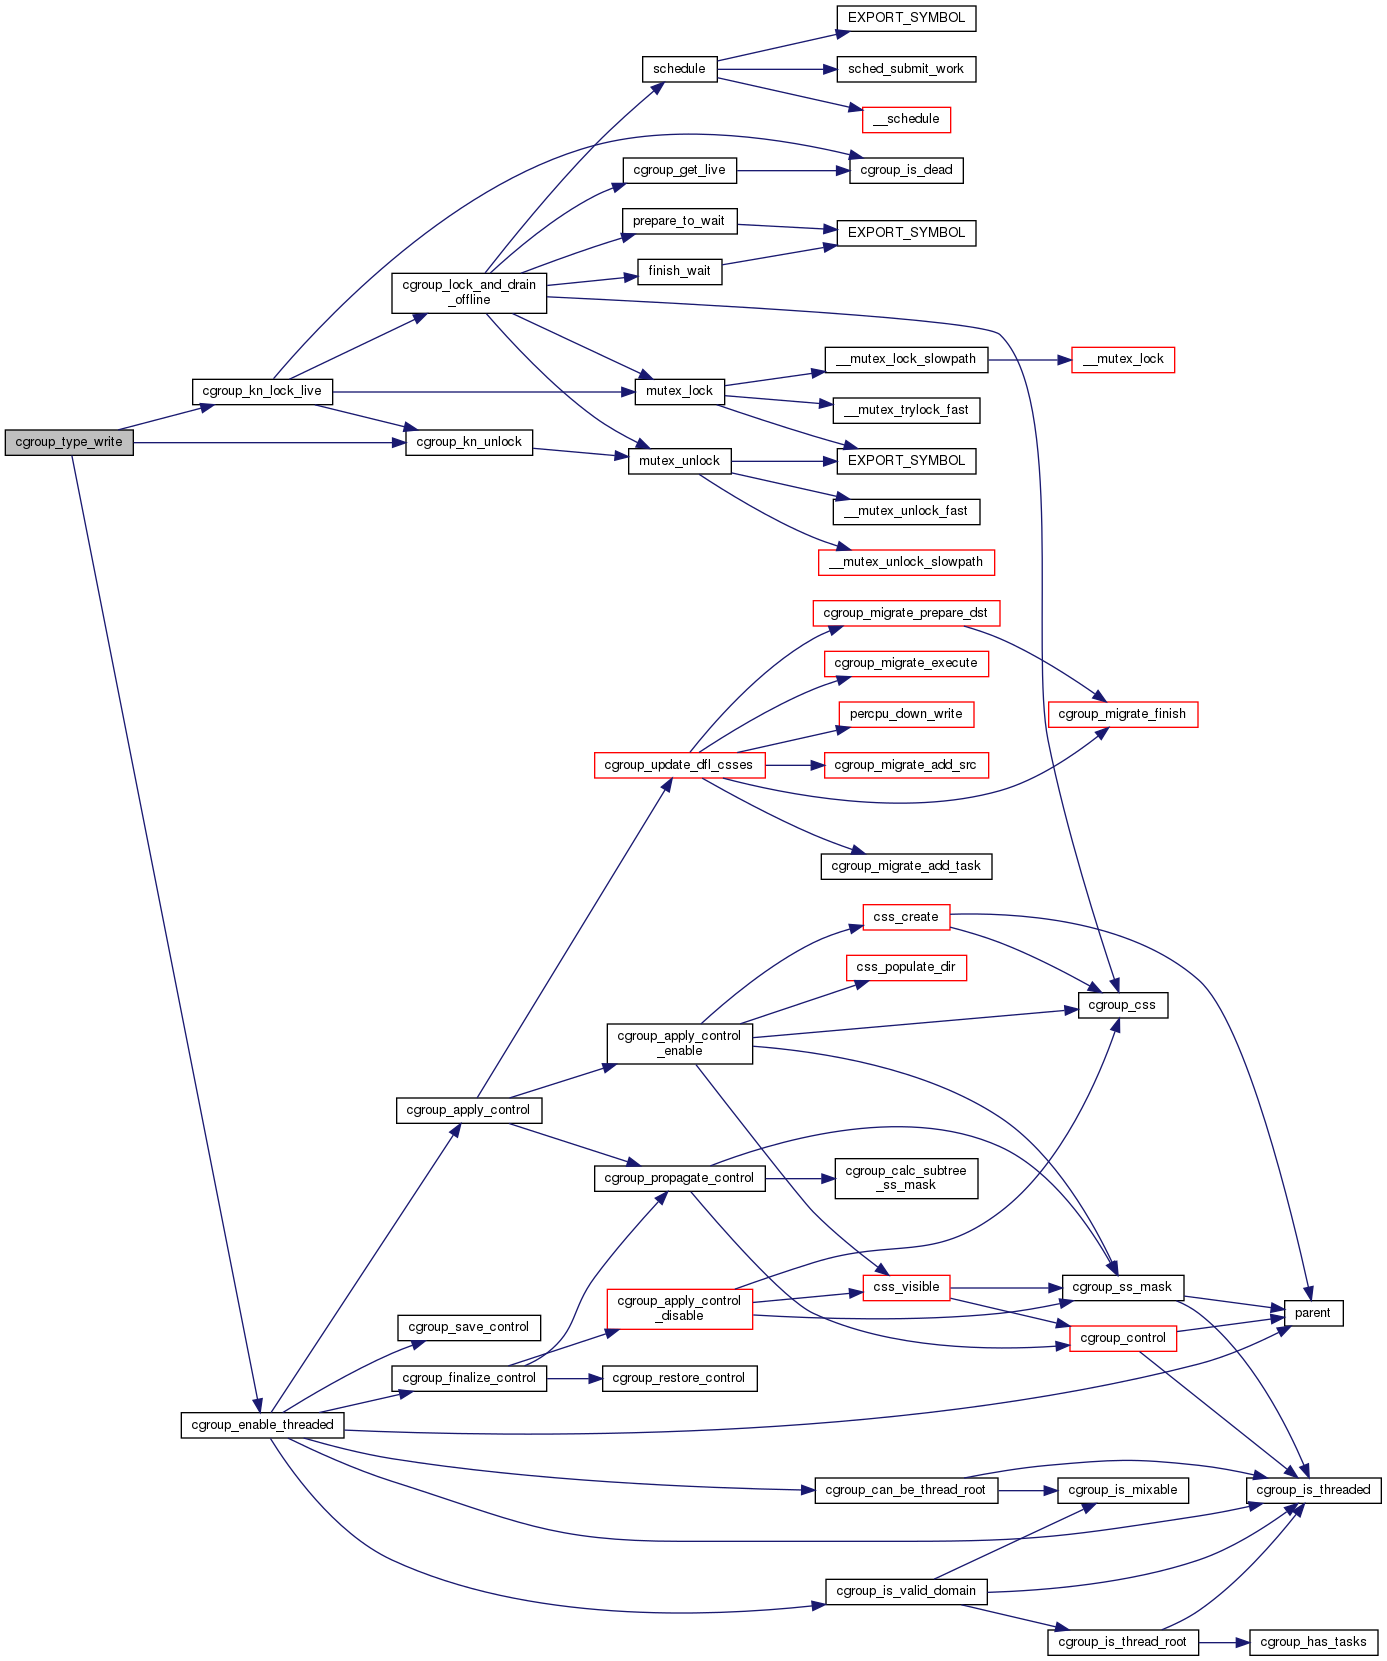 EXPORT_SYMBOL
schedule
sched_submit_work
__schedule
cgroup_get_live
cgroup_is_dead
prepare_to_wait
EXPORT_SYMBOL
finish_wait
cgroup_lock_and_drain
_offline
__mutex_lock_slowpath
__mutex_lock
cgroup_kn_lock_live
mutex_lock
__mutex_trylock_fast
cgroup_type_write
cgroup_kn_unlock
mutex_unlock
EXPORT_SYMBOL
__mutex_unlock_fast
__mutex_unlock_slowpath
cgroup_migrate_prepare_dst
cgroup_migrate_execute
percpu_down_write
cgroup_migrate_finish
cgroup_update_dfl_csses
cgroup_migrate_add_src
cgroup_migrate_add_task
css_create
css_populate_dir
cgroup_css
cgroup_apply_control
_enable
cgroup_apply_control
cgroup_propagate_control
cgroup_calc_subtree
_ss_mask
css_visible
cgroup_ss_mask
cgroup_apply_control
_disable
parent
cgroup_save_control
cgroup_control
cgroup_finalize_control
cgroup_restore_control
cgroup_enable_threaded
cgroup_can_be_thread_root
cgroup_is_mixable
cgroup_is_threaded
cgroup_is_valid_domain
cgroup_is_thread_root
cgroup_has_tasks